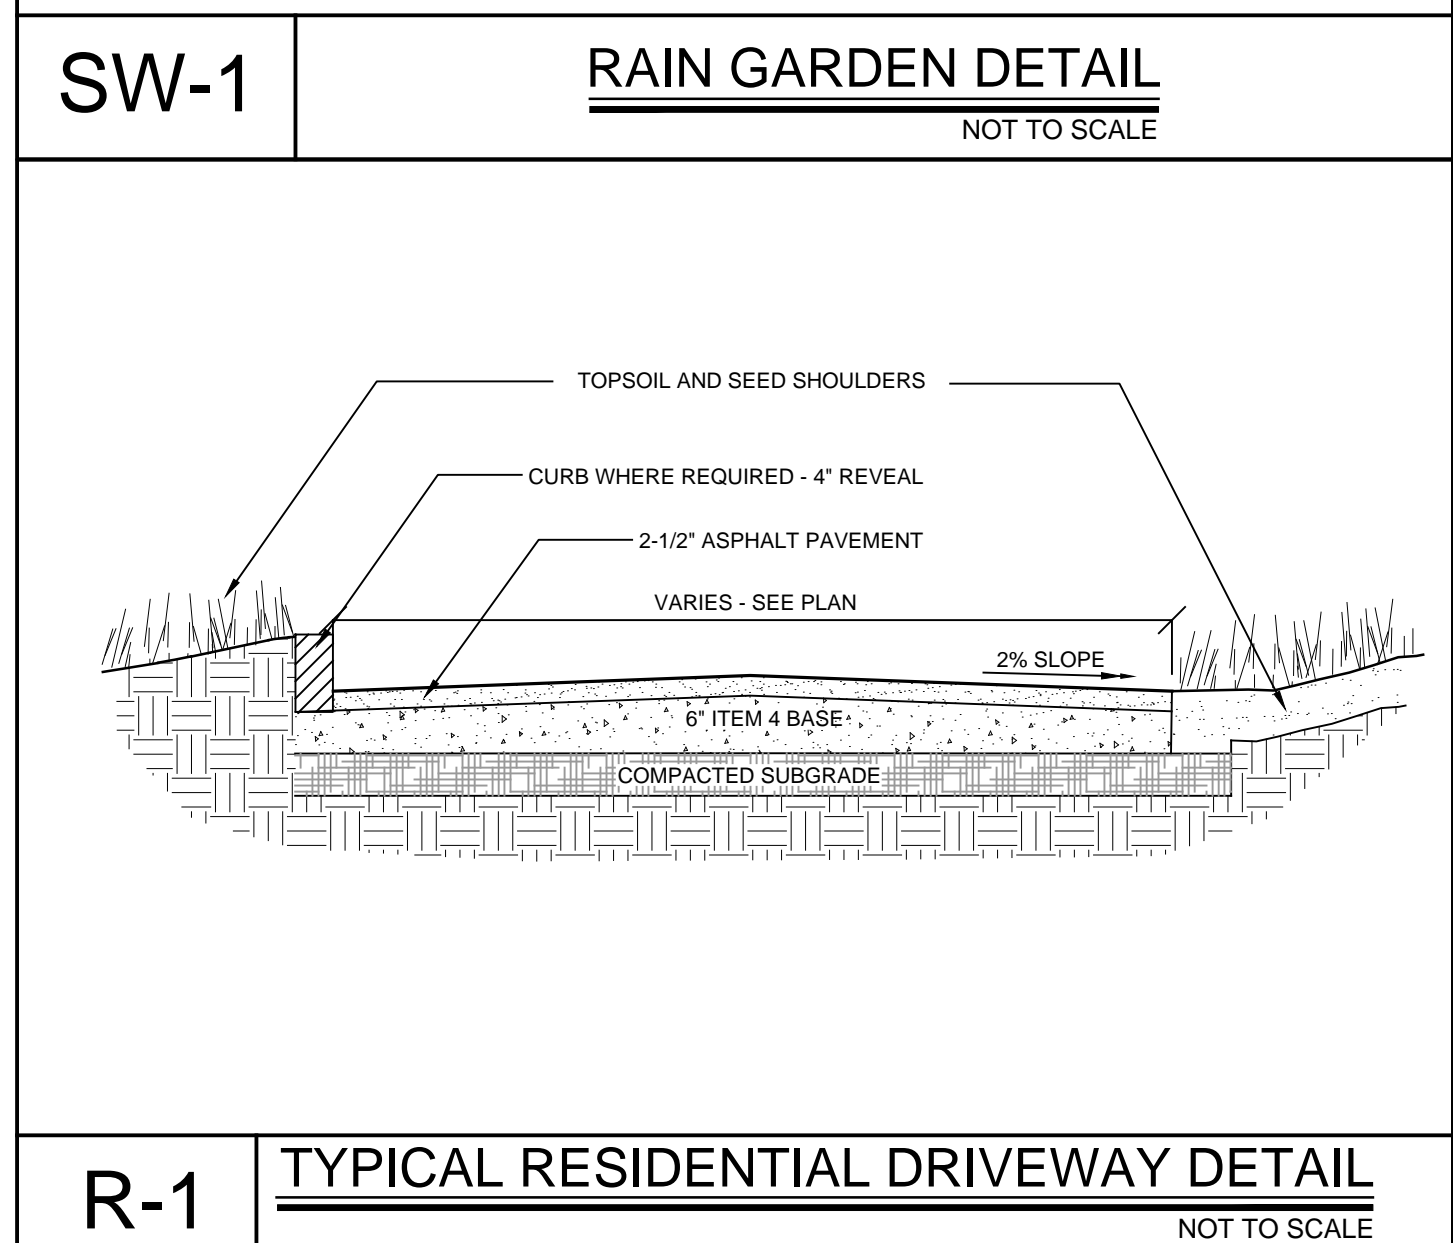 SW-1
RAIN GARDEN DETAIL
NOT TO SCALE
TOPSOIL AND SEED SHOULDERS
CURB WHERE REQUIRED - 4" REVEAL
2-1/2" ASPHALT PAVEMENT
VARIES - SEE PLAN
2% SLOPE
6" ITEM 4 BASE
COMPACTED SUBGRADE
R-1
TYPICAL RESIDENTIAL DRIVEWAY DETAIL
NOT TO SCALE